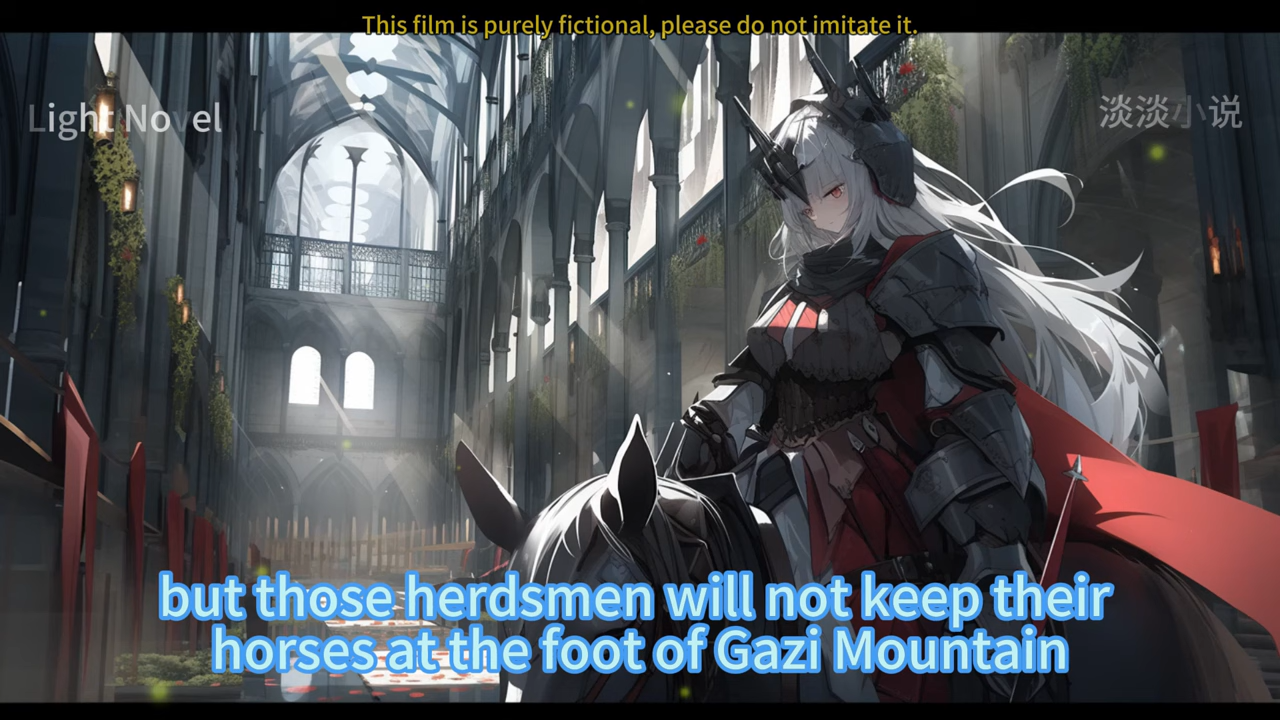 This film is purely fictional, please do not imitate it.
Light Novel
淡淡小说
but those herdsmen will not keep their
horses at the foot of Gazi Mountain